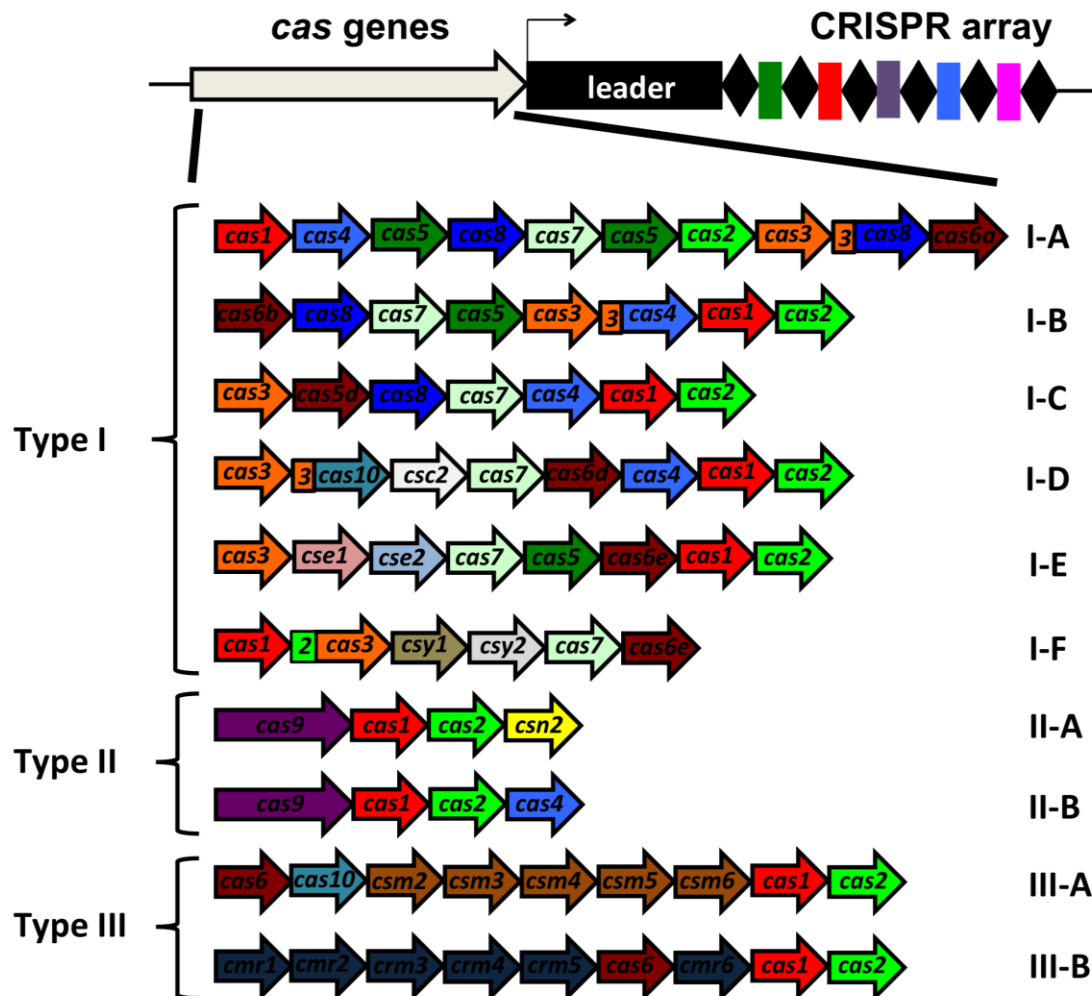 cas genes CRISPR array
leader
cas1 cas4 cas5 cas8 cas7 cas5 cas2 cas3 3 cas8 cas6a I-A
cas6b cas8 cas7 cas5 cas3 3 cas4 cas1 cas2 I-B
cas3 cas5d cas8 cas7 cas4 cas1 cas2 I-C
Type I
cas3 3 cas10 csc2 cas7 cas6d cas4 cas1 cas2 I-D
cas3 cse1 cse2 cas7 cas5 cas6e cas1 cas2 I-E
cas1 2 cas3 csy1 csy2 cas7 cas6e I-F
cas9 cas1 cas2 csn2 II-A
Type II
cas9 cas1 cas2 cas4 II-B
cas6 cas10 csm2 csm3 csm4 csm5 csm6 cas1 cas2 III-A
Type III
cmr1 cmr2 crm3 crm4 crm5 cas6 cmr6 cas1 cas2 III-B